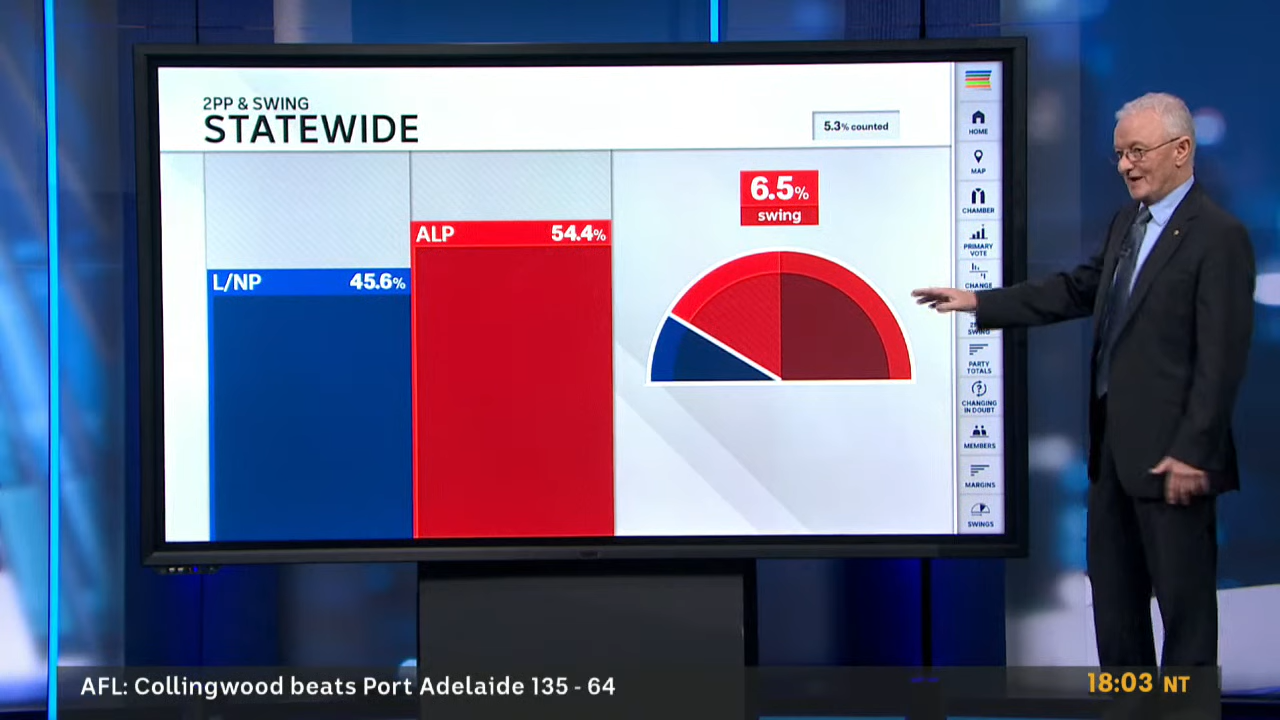 2PP & SWING
STATEWIDE
5.3% counted
6.5%
swing
ALP 54.4%
L/NP 45.6%
HOME
MAP
CHAMBER
PRIMARY
VOTE
CHANGE
SWING
PARTY
TOTALS
CHANGING
IN DOUBT
MEMBERS
MARGINS
SWINGS
AFL: Collingwood beats Port Adelaide 135 - 64
18:03 NT